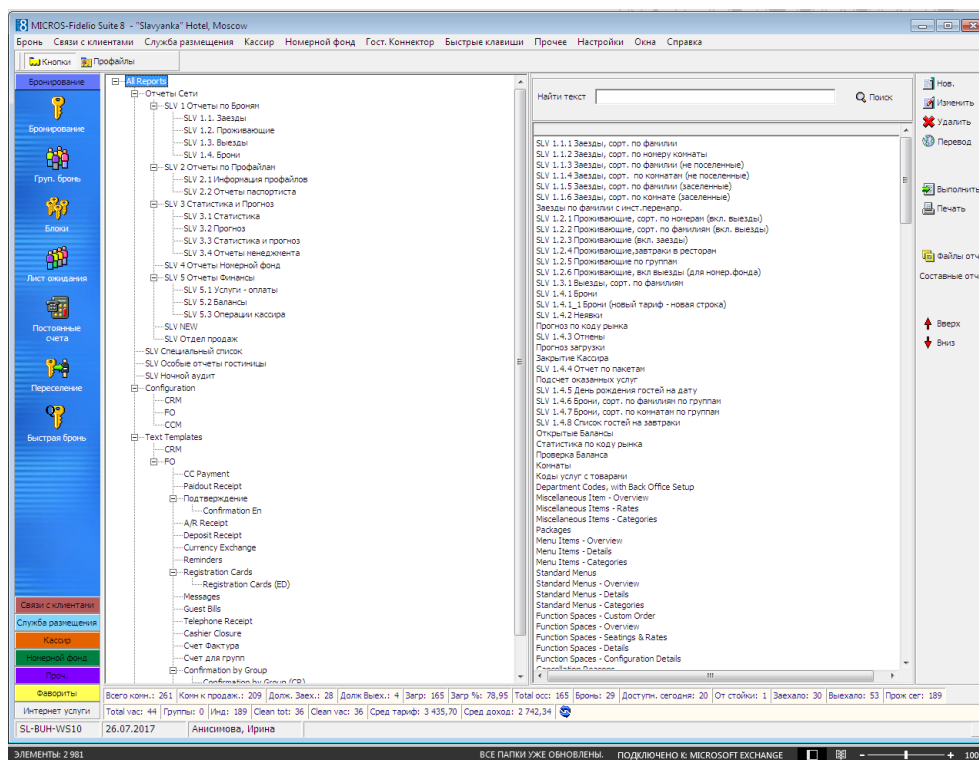 MICROS-Fidelio Suite 8 - "Slavyanka" Hotel, Moscow
Бронь Связи с клиентами Служба размещения Кассир Номерной фонд Гост. Коннектор Быстрые клавиши Прочее Настройки Окна Справка
Кнопки Профайлы
Бронирование
Бронирование
Груп. бронь
Блоки
Лист ожидания
Постоянные
счета
Переселение
Быстрая бронь
Связи с клиентами
Служба размещения
Кассир
Номерной фонд
Проч.
Фавориты
Интернет услуги
All Reports
Отчеты Сети
SLV 1 Отчеты по Броням
SLV 1.1. Заезды
SLV 1.2. Проживающие
SLV 1.3. Выезды
SLV 1.4. Брони
SLV 2 Отчеты по Профайлам
SLV 2.1 Информация профайлов
SLV 2.2 Отчеты паспортиста
SLV 3 Статистика и Прогноз
SLV 3.1 Статистика
SLV 3.2 Прогноз
SLV 3.3 Статистика и прогноз
SLV 3.4 Отчеты менеджмента
SLV 4 Отчеты Номерной фонд
SLV 5 Отчеты Финансы
SLV 5.1 Услуги - оплаты
SLV 5.2 Балансы
SLV 5.3 Операции кассира
SLV NEW
SLV Отдел продаж
SLV Специальный список
SLV Особые отчеты гостиницы
SLV Ночной аудит
Configuration
CRM
FO
CCM
Text Templates
CRM
FO
CC Payment
Paidout Receipt
Подтверждение
Confirmation En
A/R Receipt
Deposit Receipt
Currency Exchange
Reminders
Registration Cards
Registration Cards (ED)
Messages
Guest Bills
Telephone Receipt
Cashier Closure
Счет Фактура
Счет для групп
Confirmation by Group
Confirmation by Group (CR)
Найти текст Поиск
SLV 1.1.1 Заезды, сорт. по фамилии
SLV 1.1.2 Заезды, сорт. по номеру комнаты
SLV 1.1.3 Заезды, сорт. по фамилии (не поселенные)
SLV 1.1.4 Заезды, сорт. по комнатам (не поселенные)
SLV 1.1.5 Заезды, сорт. по фамилии (заселенные)
SLV 1.1.6 Заезды, сорт. по комнате (заселенные)
Заезды по фамилии с инст.перенапр.
SLV 1.2.1 Проживающие, сорт. по номерам (вкл. выезды)
SLV 1.2.2 Проживающие, сорт. по фамилиям (вкл. выезды)
SLV 1.2.3 Проживающие (вкл. заезды)
SLV 1.2.4 Проживающие,завтраки в ресторан
SLV 1.2.5 Проживающие по группам
SLV 1.2.6 Проживающие, вкл выезды (для номер.фонда)
SLV 1.3.1 Выезды, сорт. по фамилиям
SLV 1.4.1 Брони
SLV 1.4.1_1 Брони (новый тариф - новая строка)
SLV 1.4.2 Неявки
Прогноз по коду рынка
SLV 1.4.3 Отмены
Прогноз загрузки
Закрытие Кассира
SLV 1.4.4 Отчет по пакетам
Подсчет оказанных услуг
SLV 1.4.5 День рождения гостей на дату
SLV 1.4.6 Брони, сорт. по фамилиям по группам
SLV 1.4.7 Брони, сорт. по комнатам по группам
SLV 1.4.8 Список гостей на завтраки
Открытые Балансы
Статистика по коду рынка
Проверка Баланса
Комнаты
Коды услуг с товарами
Department Codes, with Back Office Setup
Miscellaneous Item - Overview
Miscellaneous Items - Rates
Miscellaneous Items - Categories
Packages
Menu Items - Overview
Menu Items - Details
Menu Items - Categories
Standard Menus
Standard Menus - Overview
Standard Menus - Details
Standard Menus - Categories
Function Spaces - Custom Order
Function Spaces - Overview
Function Spaces - Seatings & Rates
Function Spaces - Details
Function Spaces - Configuration Details
Cancellation Reasons
Нов.
Изменить
Удалить
Перевод
Выполнить
Печать
Файлы отч
Составные отч
Вверх
Вниз
Всего комн.: 261 Комн к продаж.: 209 Долж. Заех.: 28 Долж Выех.: 4 Загр: 165 Загр %: 78,95 Total occ: 165 Бронь: 29 Доступн. сегодня: 20 От стойки: 1 Заехало: 30 Выехало: 53 Прож сег: 189
Total vac: 44 Группы: 0 Инд: 189 Clean tot: 36 Clean vac: 36 Сред тариф: 3 435,70 Сред доход: 2 742,34
SL-BUH-WS10 26.07.2017 Анисимова, Ирина
ЭЛЕМЕНТЫ: 2 981 ВСЕ ПАПКИ УЖЕ ОБНОВЛЕНЫ. ПОДКЛЮЧЕНО К: MICROSOFT EXCHANGE 100